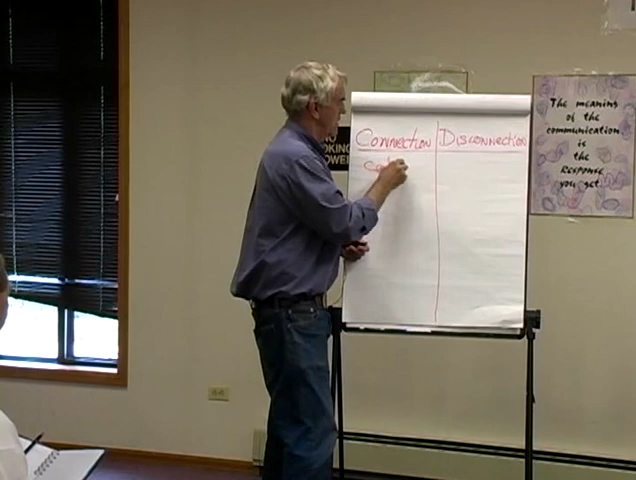 Connection
Disconnection
The meaning
of the
communication
is
the
Response
you get.